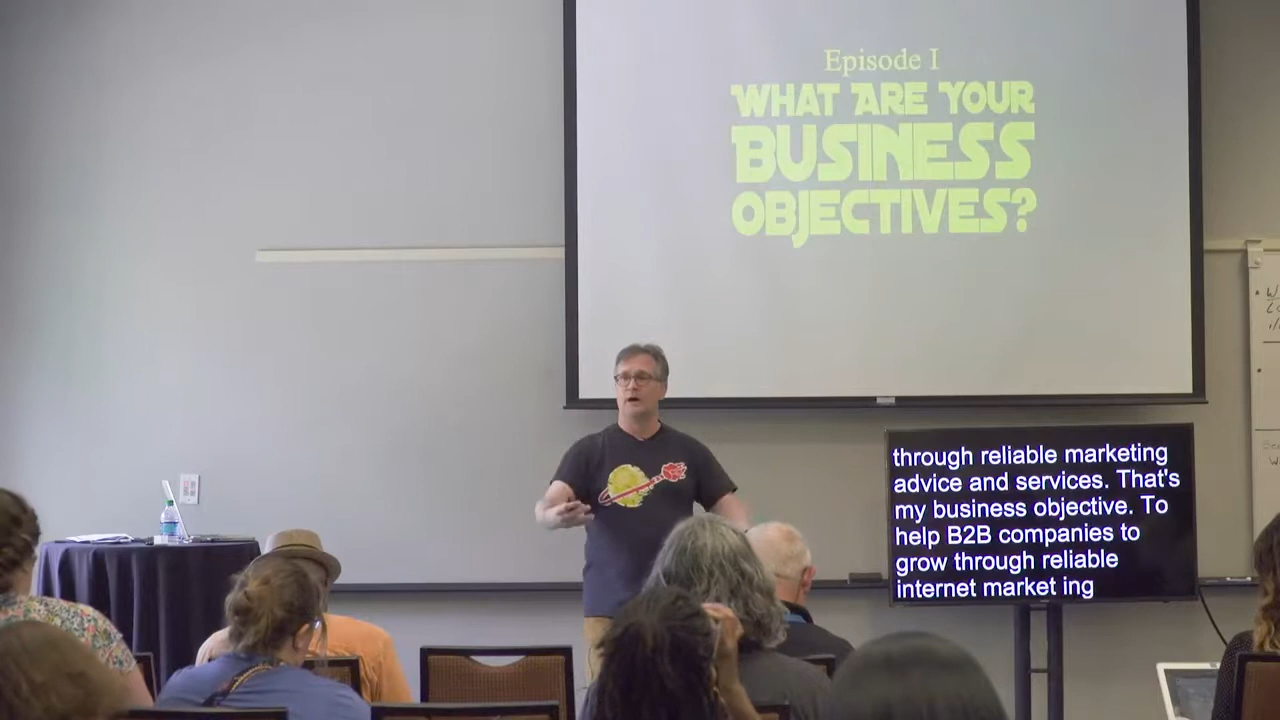 Episode I
WHAT ARE YOUR
BUSINESS
OBJECTIVES?
through reliable marketing
advice and services. That's
my business objective. To
help B2B companies to
grow through reliable
internet market ing